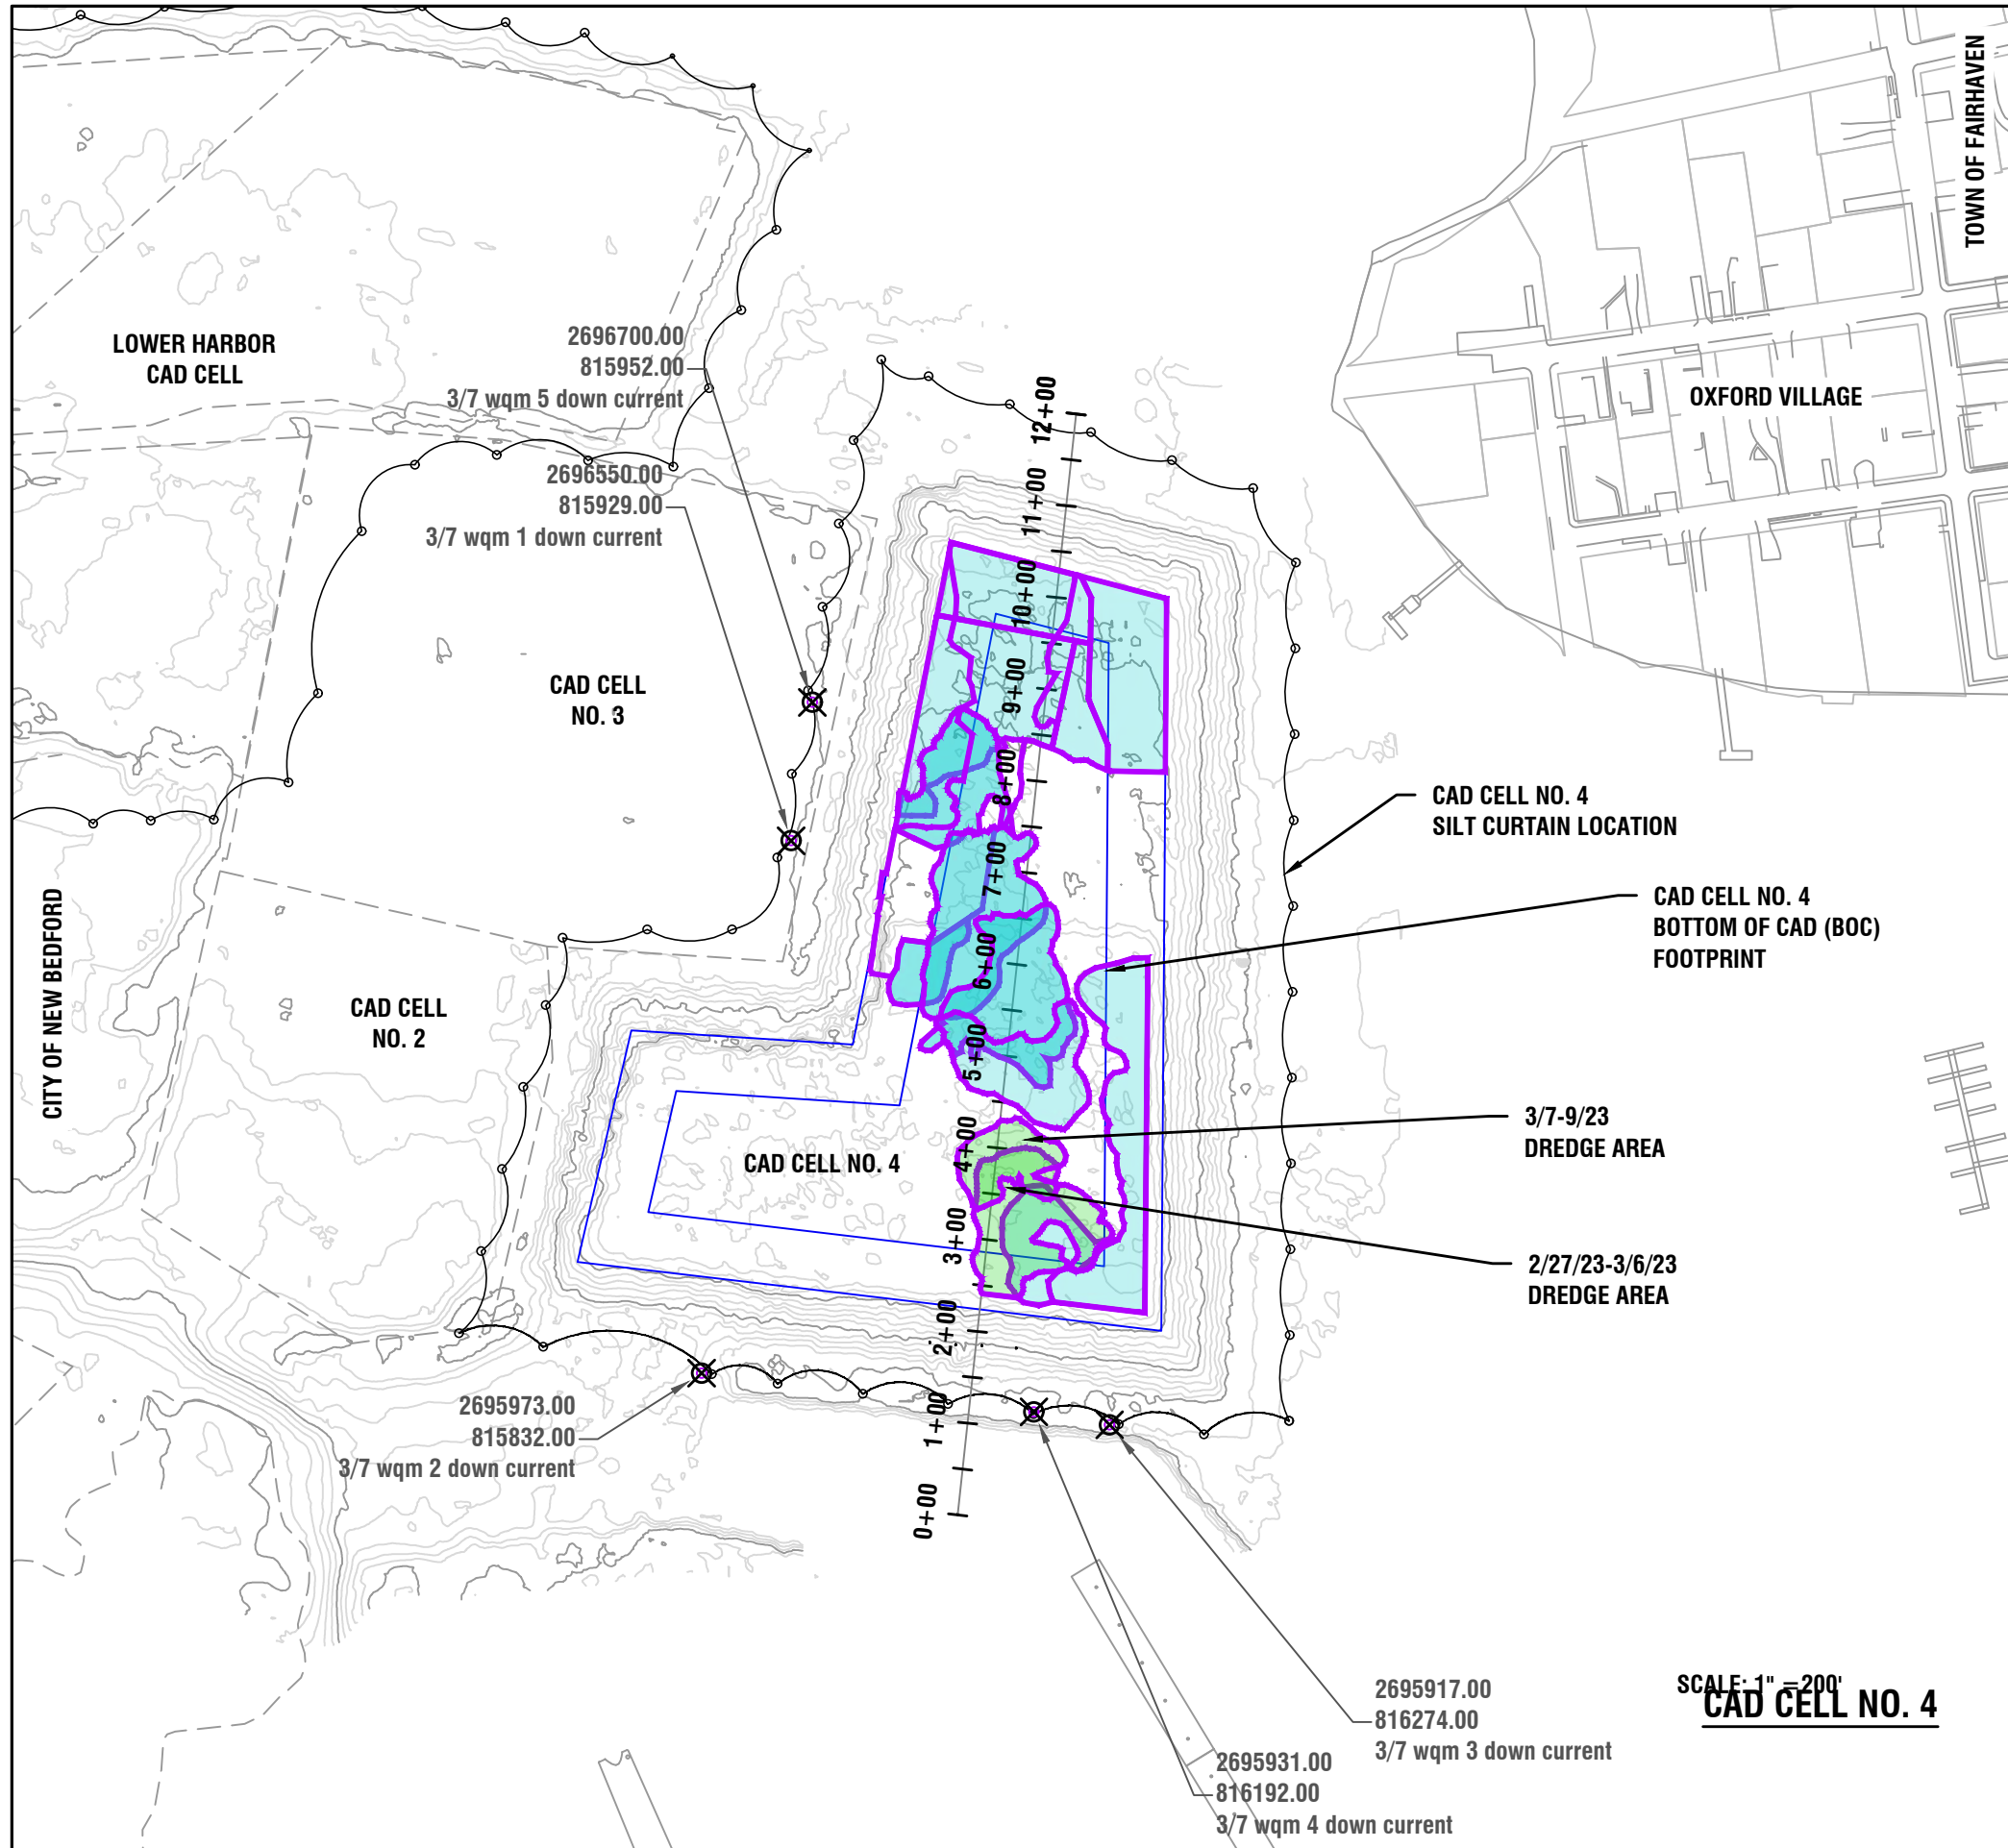 TOWN OF FAIRHAVEN
LOWER HARBOR
CAD CELL
2696700.00
815952.00
3/7 wqm 5 down current
OXFORD VILLAGE
2696550.00
815929.00
3/7 wqm 1 down current
12+00
11+00
10+00
9+00
8+00
7+00
6+00
5+00
4+00
3+00
2+00
1+00
0+00
CAD CELL
NO. 3
CAD CELL NO. 4
SILT CURTAIN LOCATION
CAD CELL NO. 4
BOTTOM OF CAD (BOC)
FOOTPRINT
CITY OF NEW BEDFORD
CAD CELL
NO. 2
3/7-9/23
DREDGE AREA
CAD CELL NO. 4
2/27/23-3/6/23
DREDGE AREA
2695973.00
815832.00
3/7 wqm 2 down current
2695917.00
816274.00
3/7 wqm 3 down current
2695931.00
816192.00
3/7 wqm 4 down current
SCALE: 1" =200'
CAD CELL NO. 4